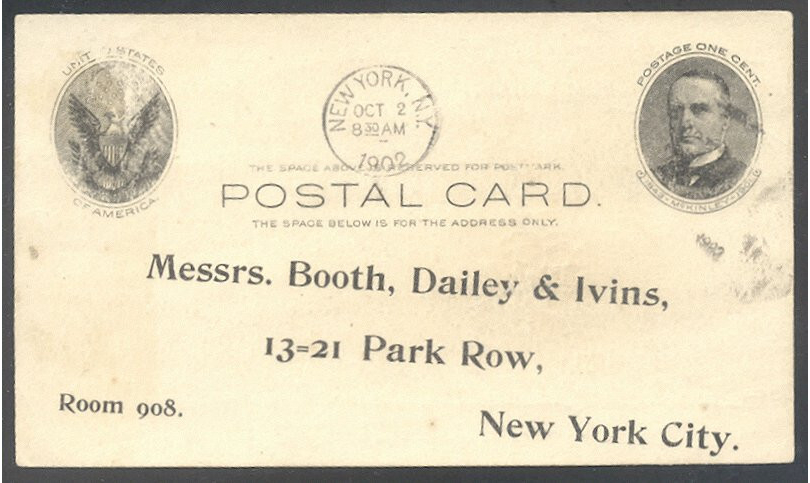 UNITED STATES
OF AMERICA.
NEW YORK, N.Y.
OCT 2
8 30 AM
1902
POSTAGE ONE CENT.
1843 - McKINLEY - 1901
THE SPACE ABOVE IS RESERVED FOR POSTMARK.
POSTAL CARD.
THE SPACE BELOW IS FOR THE ADDRESS ONLY.
1902
Messrs. Booth, Dailey & Ivins,
13=21 Park Row,
Room 908.
New York City.